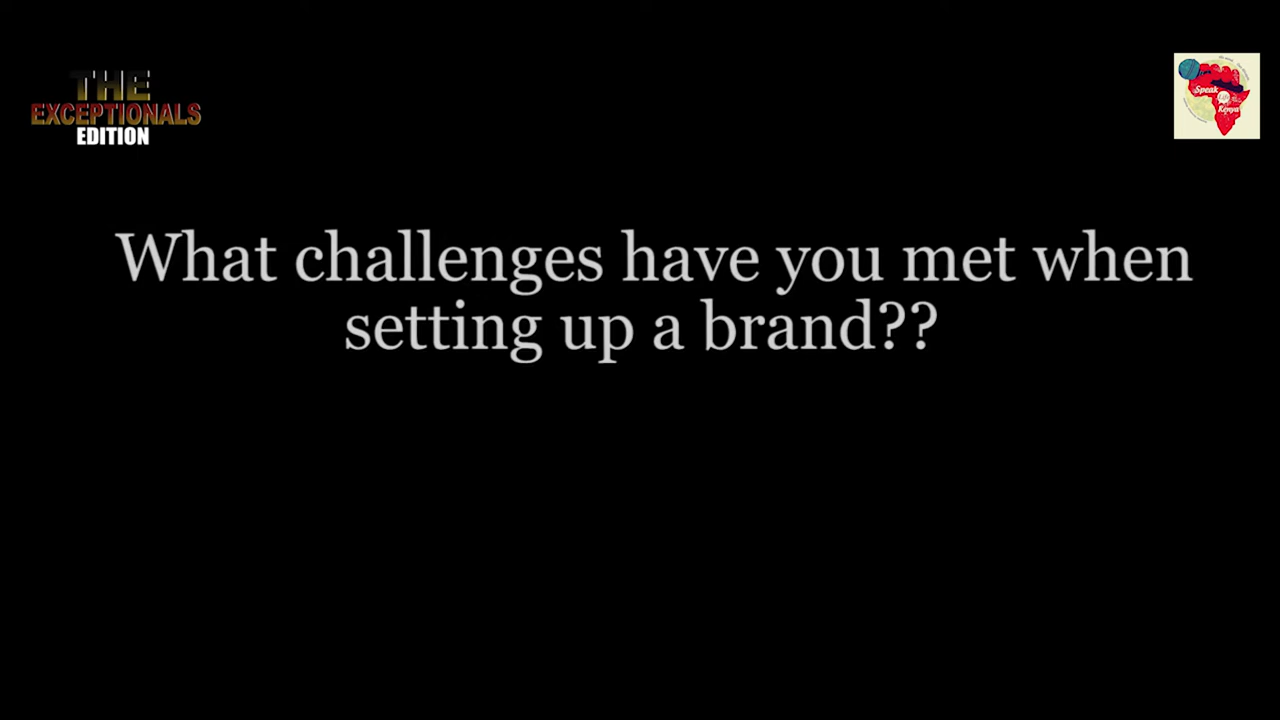 THE
EXCEPTIONALS
EDITION
Speak
Kenya
What challenges have you met when
setting up a brand??